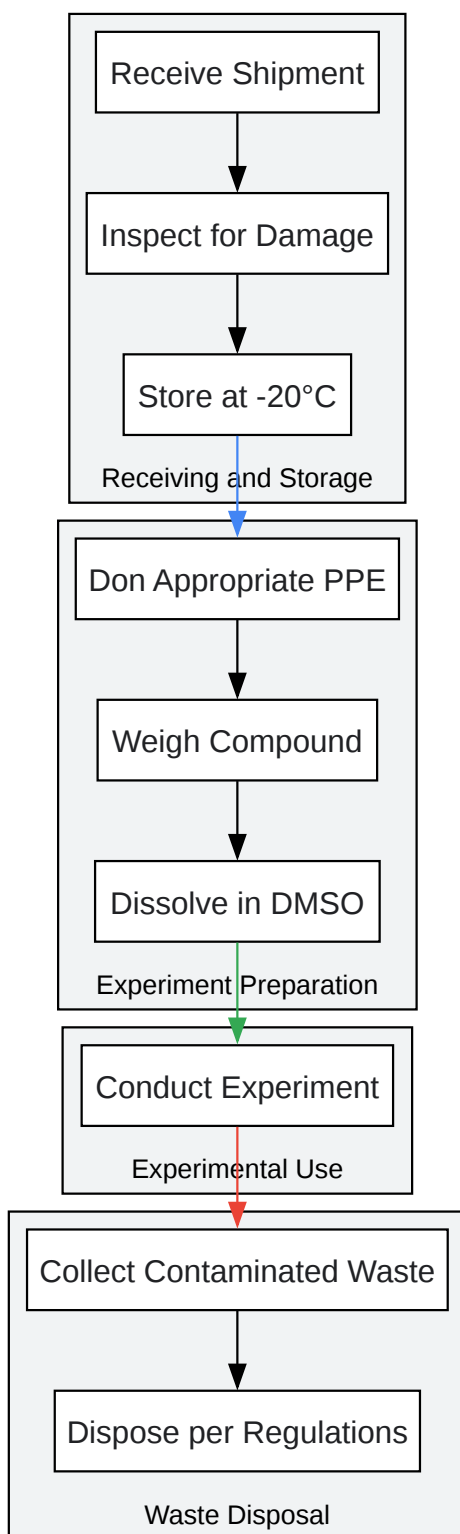 Receive Shipment
Inspect for Damage
Store at -20°C
Receiving and Storage
Don Appropriate PPE
Weigh Compound
Dissolve in DMSO
Experiment Preparation
Conduct Experiment
Experimental Use
Collect Contaminated Waste
Dispose per Regulations
Waste Disposal